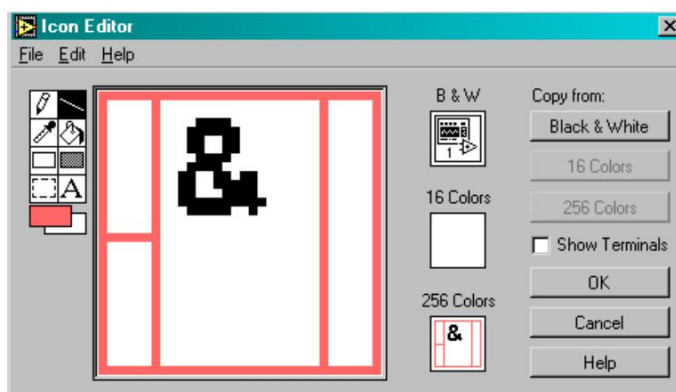 Icon Editor
File Edit Help
A
&
B & W
1
16 Colors
256 Colors
&
Copy from:
Black & White
16 Colors
256 Colors
Show Terminals
OK
Cancel
Help